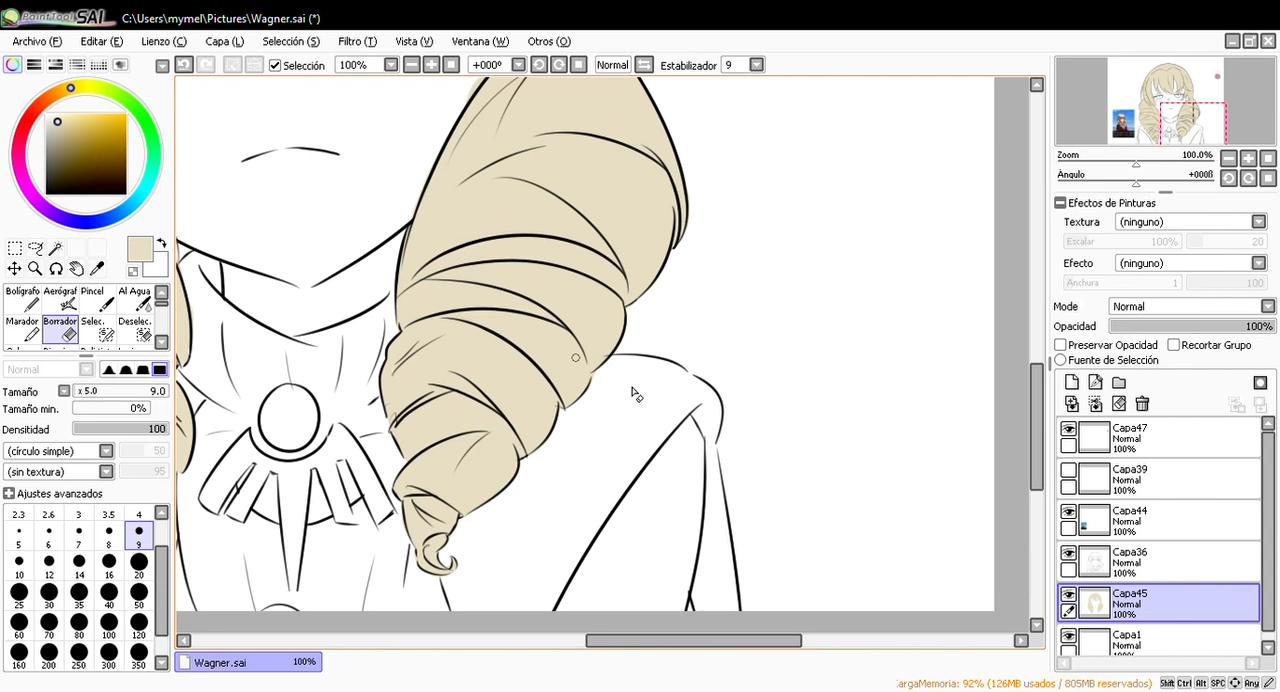 PaintTool SAI C:\Users\mymel\Pictures\Wagner.sai (*)
Archivo (F) Editar (E) Lienzo (C) Capa (L) Selección (S) Filtro (T) Vista (V) Ventana (W) Otros (O)
Selección 100% +000º Normal Estabilizador 9
Zoom 100.0%
Ángulo +000ß
Efectos de Pinturas
Textura (ninguno)
Escalar 100% 20
Efecto (ninguno)
Anchura 1 100
Modo Normal
Opacidad 100%
Preservar Opacidad Recortar Grupo
Fuente de Selección
Bolígrafo Aerógraf Pincel Al Agua
Marador Borrador Selec. Deselec.
Normal
Tamaño x 5.0 9.0
Tamaño min. 0%
Densitidad 100
(círculo simple) 50
(sin textura) 95
Ajustes avanzados
2.3 2.6 3 3.5 4
5 6 7 8 9
10 12 14 16 20
25 30 35 40 50
60 70 80 100 120
160 200 250 300 350
Capa47
Normal
100%
Capa39
Normal
100%
Capa44
Normal
100%
Capa36
Normal
100%
Capa45
Normal
100%
Capa1
Normal
100%
Wagner.sai 100%
CargaMemoria: 92% (126MB usados / 805MB reservados) Shift Ctrl Alt SPC Any